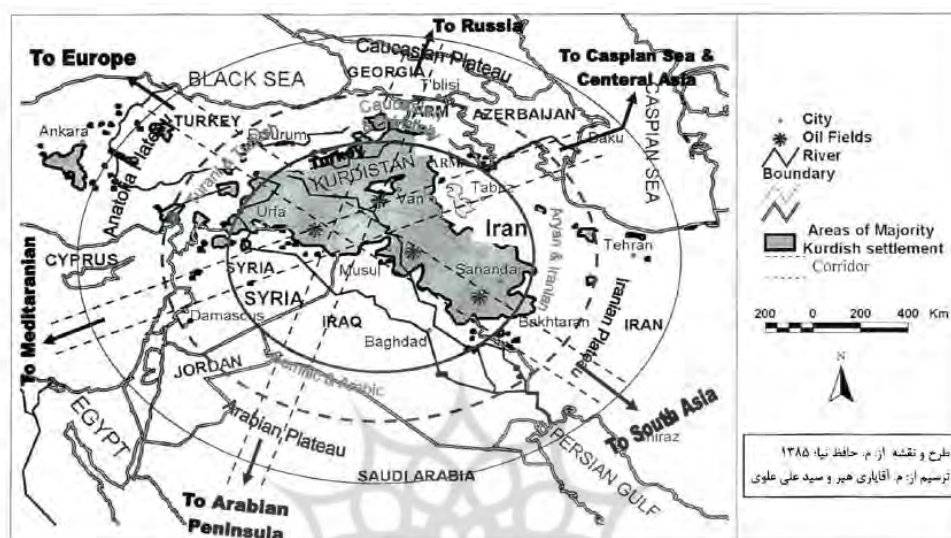 To Russia
To Europe
To Caspian Sea &
Centeral Asia
BLACK SEA
Caucasian Plateau
GEORGIA
T'blisi
CASPIAN SEA
Ankara
TURKEY
ARM
AZERBAIJAN
Baku
Anatolia Plateau
Turkey
KURDISTAN
Van
Urfa
Iran
Tehran
Aryan & Iranian
CYPRUS
SYRIA
Musul
Sananda
SYRIA
Damascus
IRAQ
Bakhtaran
Iranian Plateau
IRAN
Baghdad
To Meditaranian
JORDAN
EGYPT
Arabian Plateau
To South Asia
PERSIAN GULF
SAUDI ARABIA
To Arabian
Peninsula
City
Oil Fields
River
Boundary
Areas of Majority
Kurdish settlement
Corridor
200 0 200 400 Km
N
طرح و نقشه از: م. حافظ نیا؛ ۱۳۸۵
ترسیم از: م. آقایاری هیر و سید علی علوی